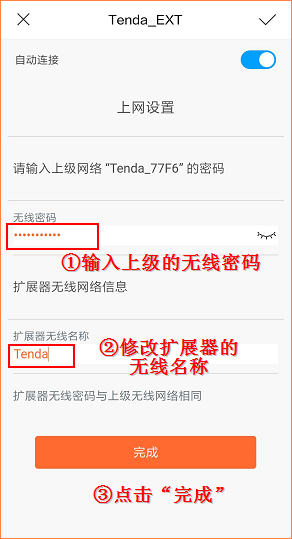 Tenda_EXT
自动连接
上网设置
请输入上级网络 “Tenda_77F6” 的密码
无线密码
•••••••••••
①输入上级的无线密码
扩展器无线网络信息
扩展器无线名称
Tenda
②修改扩展器的
无线名称
扩展器无线密码与上级无线网络相同
完成
③点击“完成”